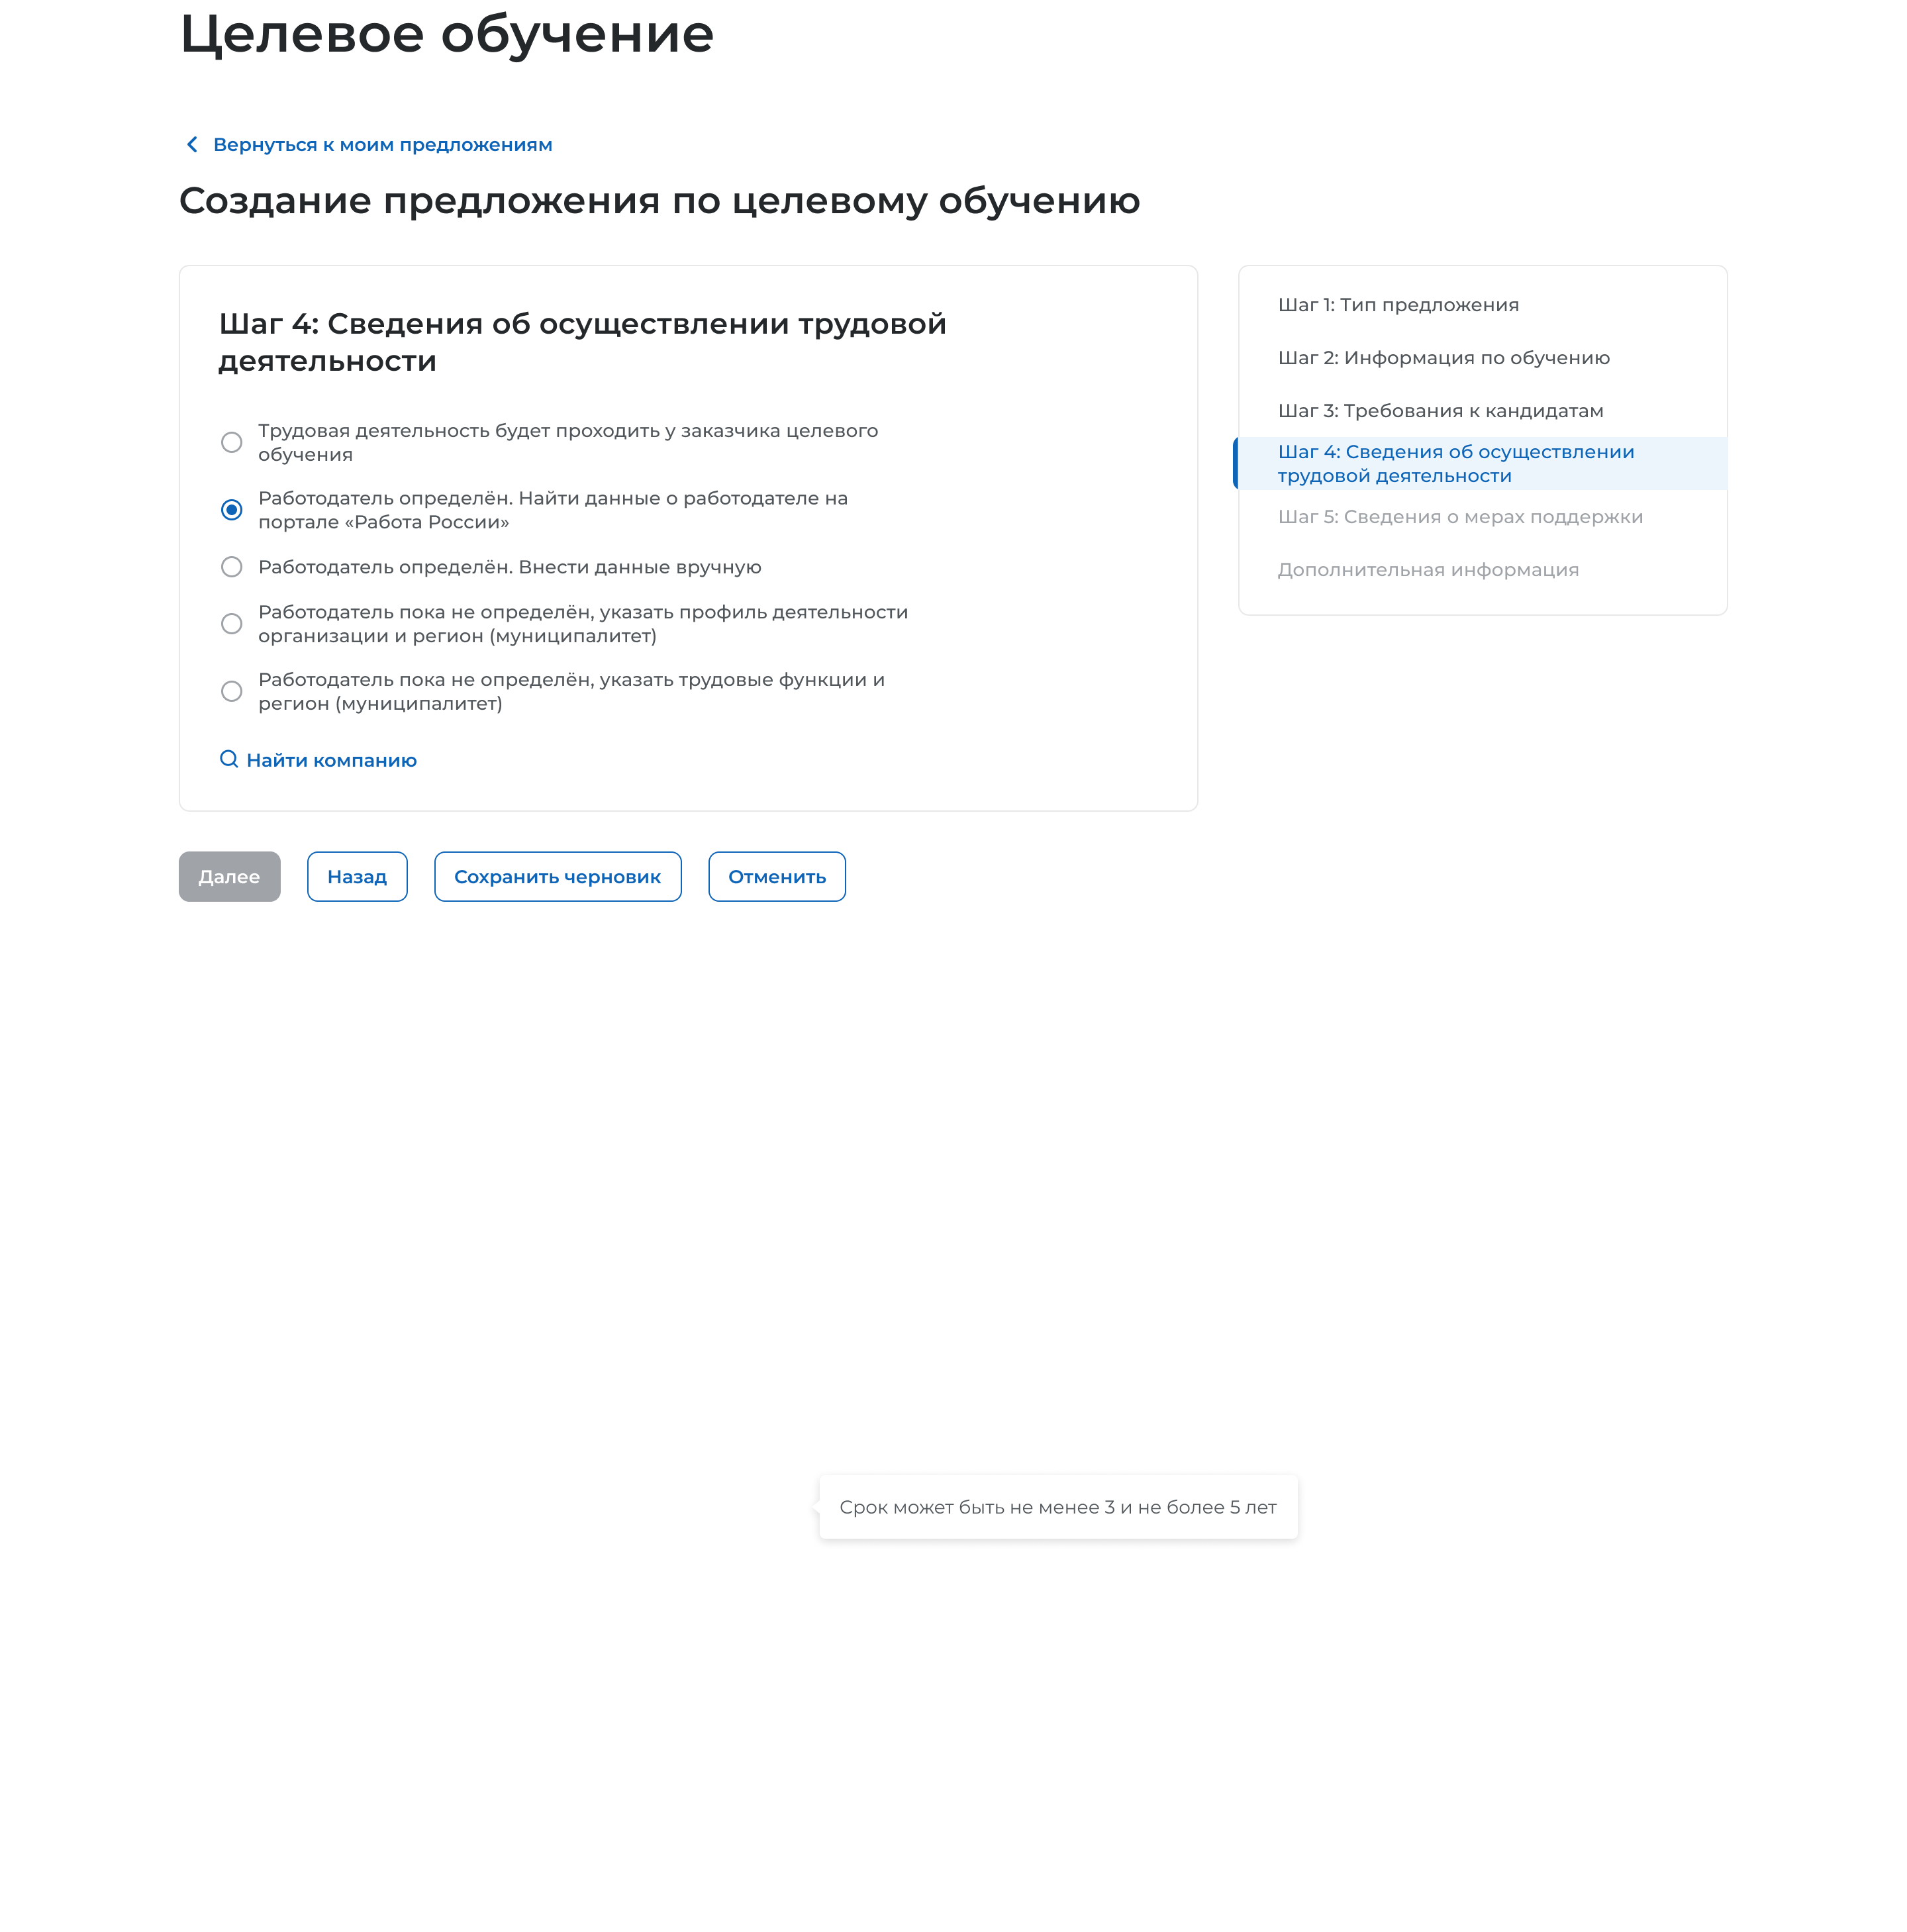 Целевое обучение
Вернуться к моим предложениям
Создание предложения по целевому обучению
Шаг 4: Сведения об осуществлении трудовой
деятельности
Трудовая деятельность будет проходить у заказчика целевого
обучения
Работодатель определён. Найти данные о работодателе на
портале «Работа России»
Работодатель определён. Внести данные вручную
Работодатель пока не определён, указать профиль деятельности
организации и регион (муниципалитет)
Работодатель пока не определён, указать трудовые функции и
регион (муниципалитет)
Найти компанию
Шаг 1: Тип предложения
Шаг 2: Информация по обучению
Шаг 3: Требования к кандидатам
Шаг 4: Сведения об осуществлении
трудовой деятельности
Шаг 5: Сведения о мерах поддержки
Дополнительная информация
Далее
Назад
Сохранить черновик
Отменить
Срок может быть не менее 3 и не более 5 лет